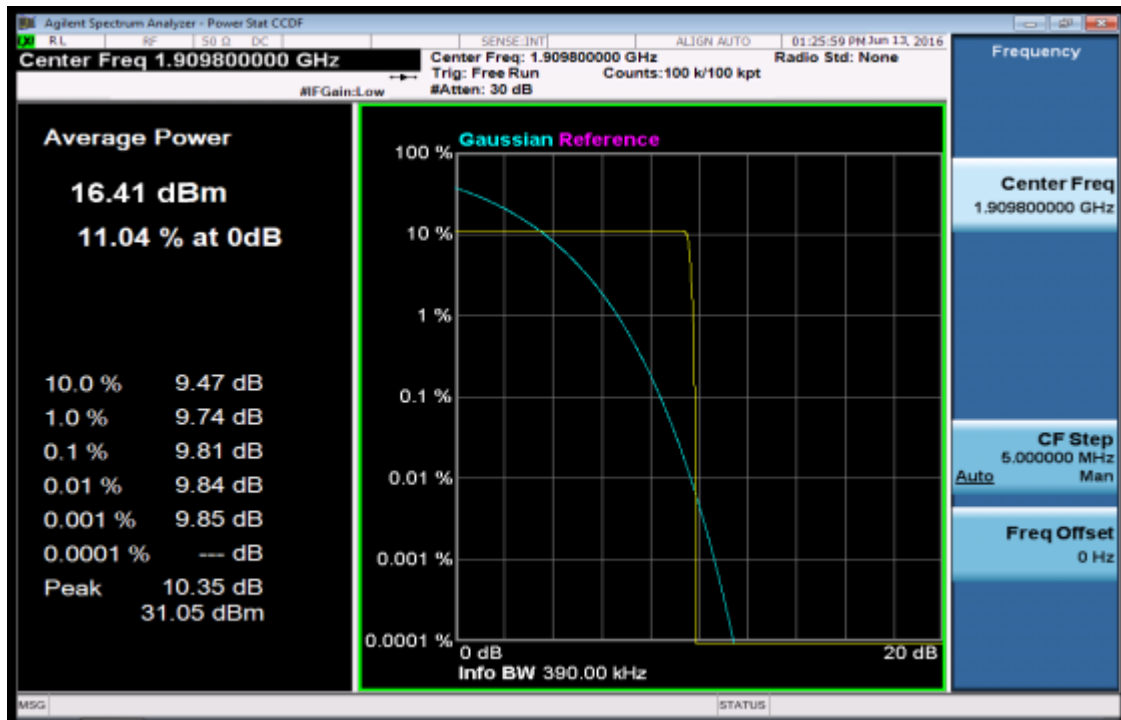 Agilent Spectrum Analyzer - Power Stat CCDF
RL RF 50 Ω DC SENSE:INT ALIGN AUTO 01:25:59 PM Jun 13, 2016
Center Freq 1.909800000 GHz
Center Freq: 1.909800000 GHz Radio Std: None
Trig: Free Run Counts:100 k/100 kpt
#IFGain:Low #Atten: 30 dB
Frequency
Average Power
16.41 dBm
11.04 % at 0dB
10.0 % 9.47 dB
1.0 % 9.74 dB
0.1 % 9.81 dB
0.01 % 9.84 dB
0.001 % 9.85 dB
0.0001 % --- dB
Peak 10.35 dB
31.05 dBm
Gaussian Reference
100 %
10 %
1 %
0.1 %
0.01 %
0.001 %
0.0001 %
0 dB 20 dB
Info BW 390.00 kHz
Center Freq
1.909800000 GHz
CF Step
5.000000 MHz
Auto Man
Freq Offset
0 Hz
MSG STATUS